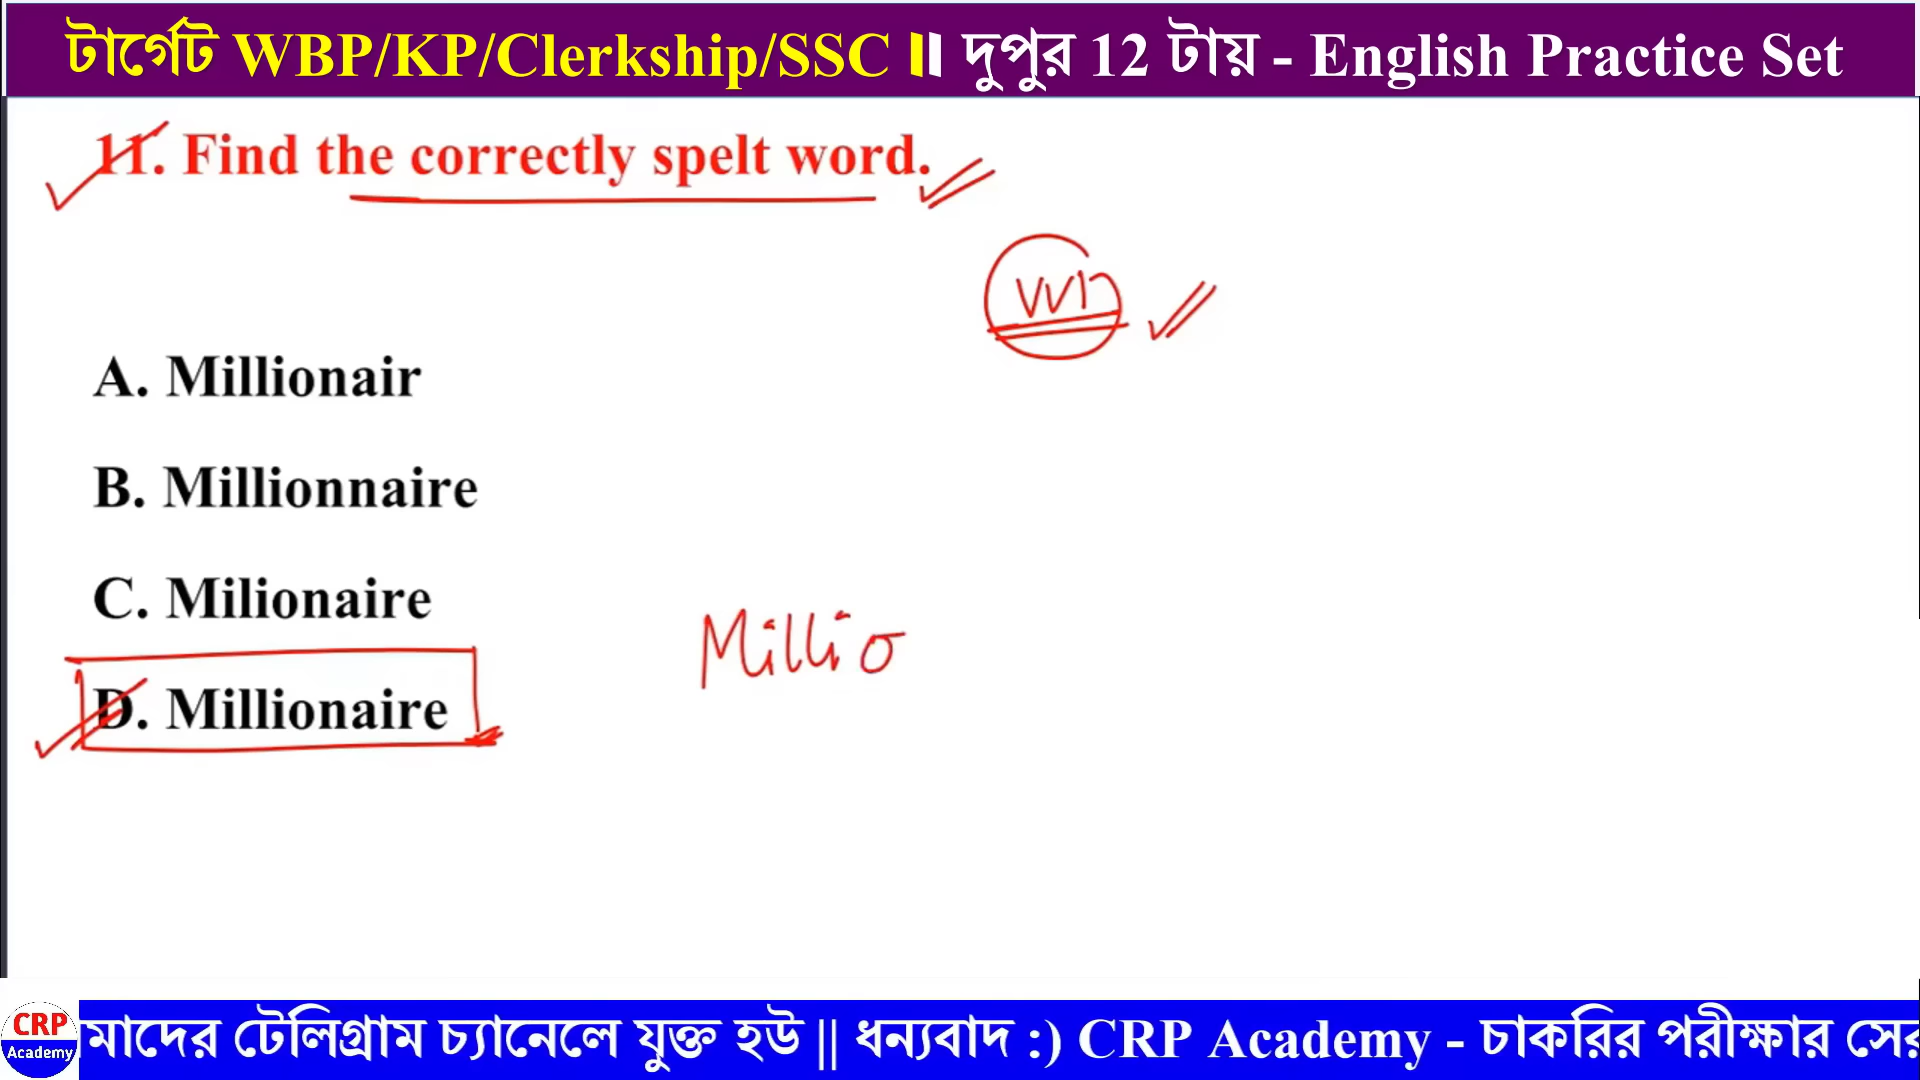 টার্গেট WBP/KP/Clerkship/SSC ॥ দুপুর 12 টায় - English Practice Set
11. Find the correctly spelt word.
A. Millionair
B. Millionnaire
C. Milionaire
Millio
D. Millionaire
CRP Academy
মাদের টেলিগ্রাম চ্যানেলে যুক্ত হউ || ধন্যবাদ :) CRP Academy - চাকরির পরীক্ষার সের